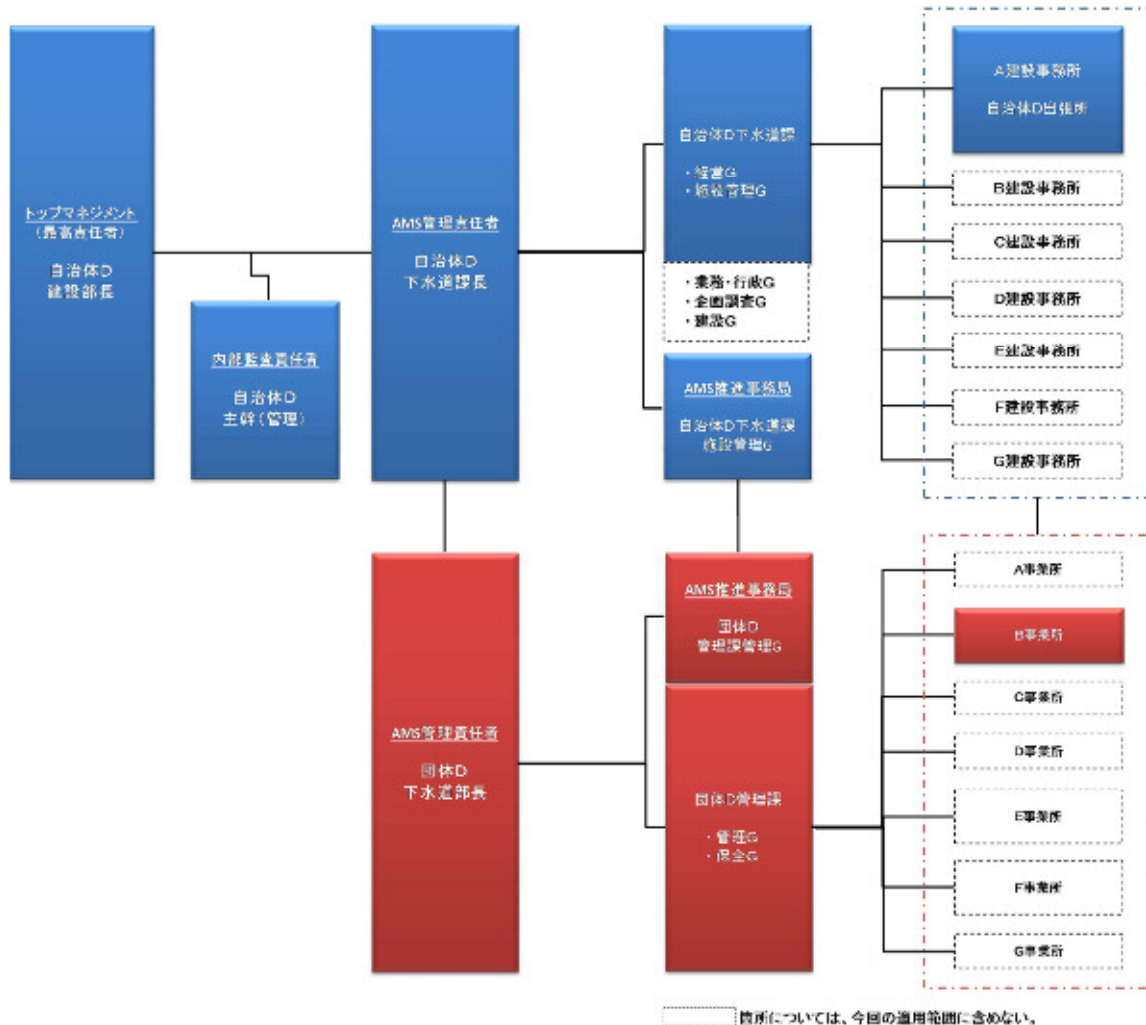 トップマネジメント
（最高責任者）
自治体D
建設部長
内部監査責任者
自治体D
主幹（管理）
AMS管理責任者
自治体D
下水道課長
自治体D下水道課
・経営G
・施設管理G
・業務・行政G
・企画調査G
・建設G
AMS推進事務局
自治体D下水道課
施設管理G
A建設事務所
自治体D出張所
B建設事務所
C建設事務所
D建設事務所
E建設事務所
F建設事務所
G建設事務所
AMS管理責任者
団体D
下水道部長
AMS推進事務局
団体D
管理課管理G
団体D管理課
・管理G
・保全G
A事業所
B事業所
C事業所
D事業所
E事業所
F事業所
G事業所
箇所については、今回の適用範囲に含めない。